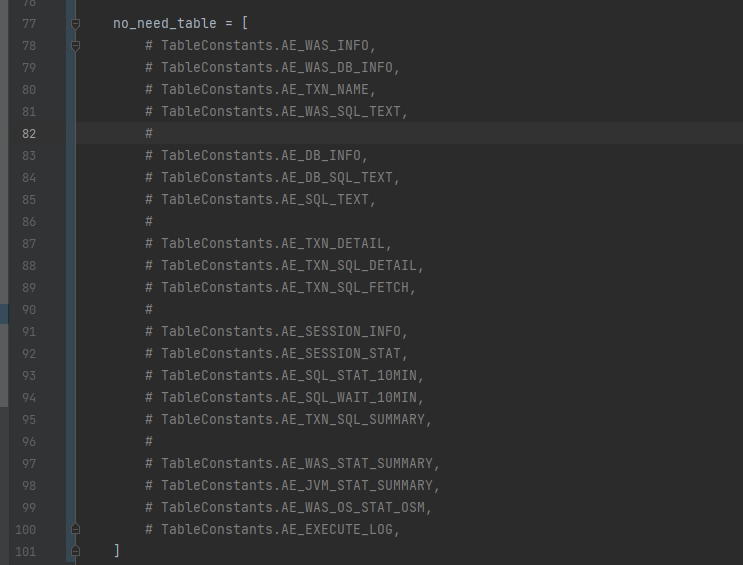 76
77 no_need_table = [
78 # TableConstants.AE_WAS_INFO,
79 # TableConstants.AE_WAS_DB_INFO,
80 # TableConstants.AE_TXN_NAME,
81 # TableConstants.AE_WAS_SQL_TEXT,
82 #
83 # TableConstants.AE_DB_INFO,
84 # TableConstants.AE_DB_SQL_TEXT,
85 # TableConstants.AE_SQL_TEXT,
86 #
87 # TableConstants.AE_TXN_DETAIL,
88 # TableConstants.AE_TXN_SQL_DETAIL,
89 # TableConstants.AE_TXN_SQL_FETCH,
90 #
91 # TableConstants.AE_SESSION_INFO,
92 # TableConstants.AE_SESSION_STAT,
93 # TableConstants.AE_SQL_STAT_10MIN,
94 # TableConstants.AE_SQL_WAIT_10MIN,
95 # TableConstants.AE_TXN_SQL_SUMMARY,
96 #
97 # TableConstants.AE_WAS_STAT_SUMMARY,
98 # TableConstants.AE_JVM_STAT_SUMMARY,
99 # TableConstants.AE_WAS_OS_STAT_OSM,
100 # TableConstants.AE_EXECUTE_LOG,
101 ]